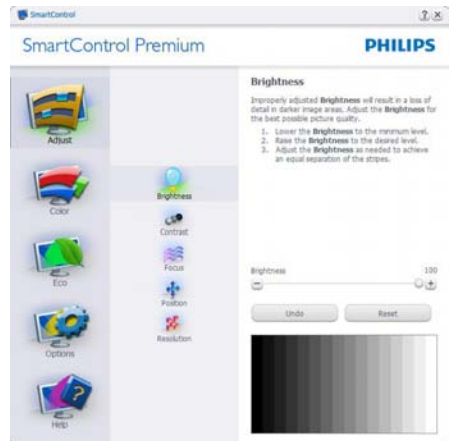 SmartControl
SmartControl Premium
PHILIPS
Adjust
Color
Eco
Options
Help
Brightness
Contrast
Focus
Position
Resolution
Brightness
Improperly adjusted Brightness will result in a loss of
detail in darker image areas. Adjust the Brightness for
the best possible picture quality.
1. Lower the Brightness to the minimum level.
2. Raise the Brightness to the desired level.
3. Adjust the Brightness as needed to achieve
an equal separation of the stripes.
Brightness 100
Undo Reset